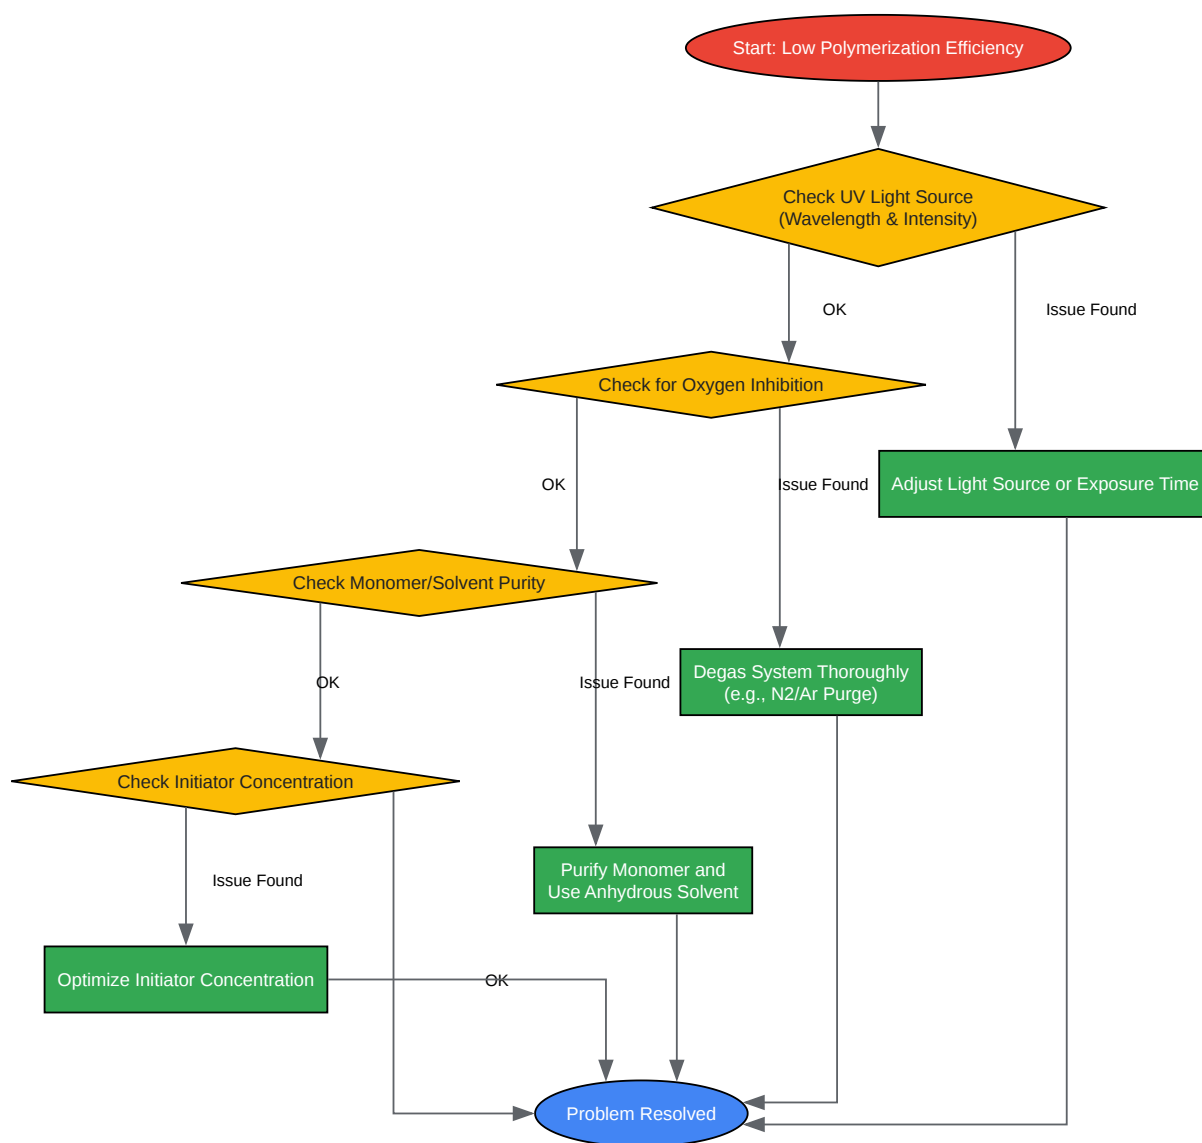 Start: Low Polymerization Efficiency
Check UV Light Source
(Wavelength & Intensity)
OK
Issue Found
Check for Oxygen Inhibition
OK
Issue Found
Adjust Light Source or Exposure Time
Check Monomer/Solvent Purity
OK
Issue Found
Degas System Thoroughly
(e.g., N2/Ar Purge)
Check Initiator Concentration
Issue Found
Purify Monomer and
Use Anhydrous Solvent
Optimize Initiator Concentration
OK
Problem Resolved